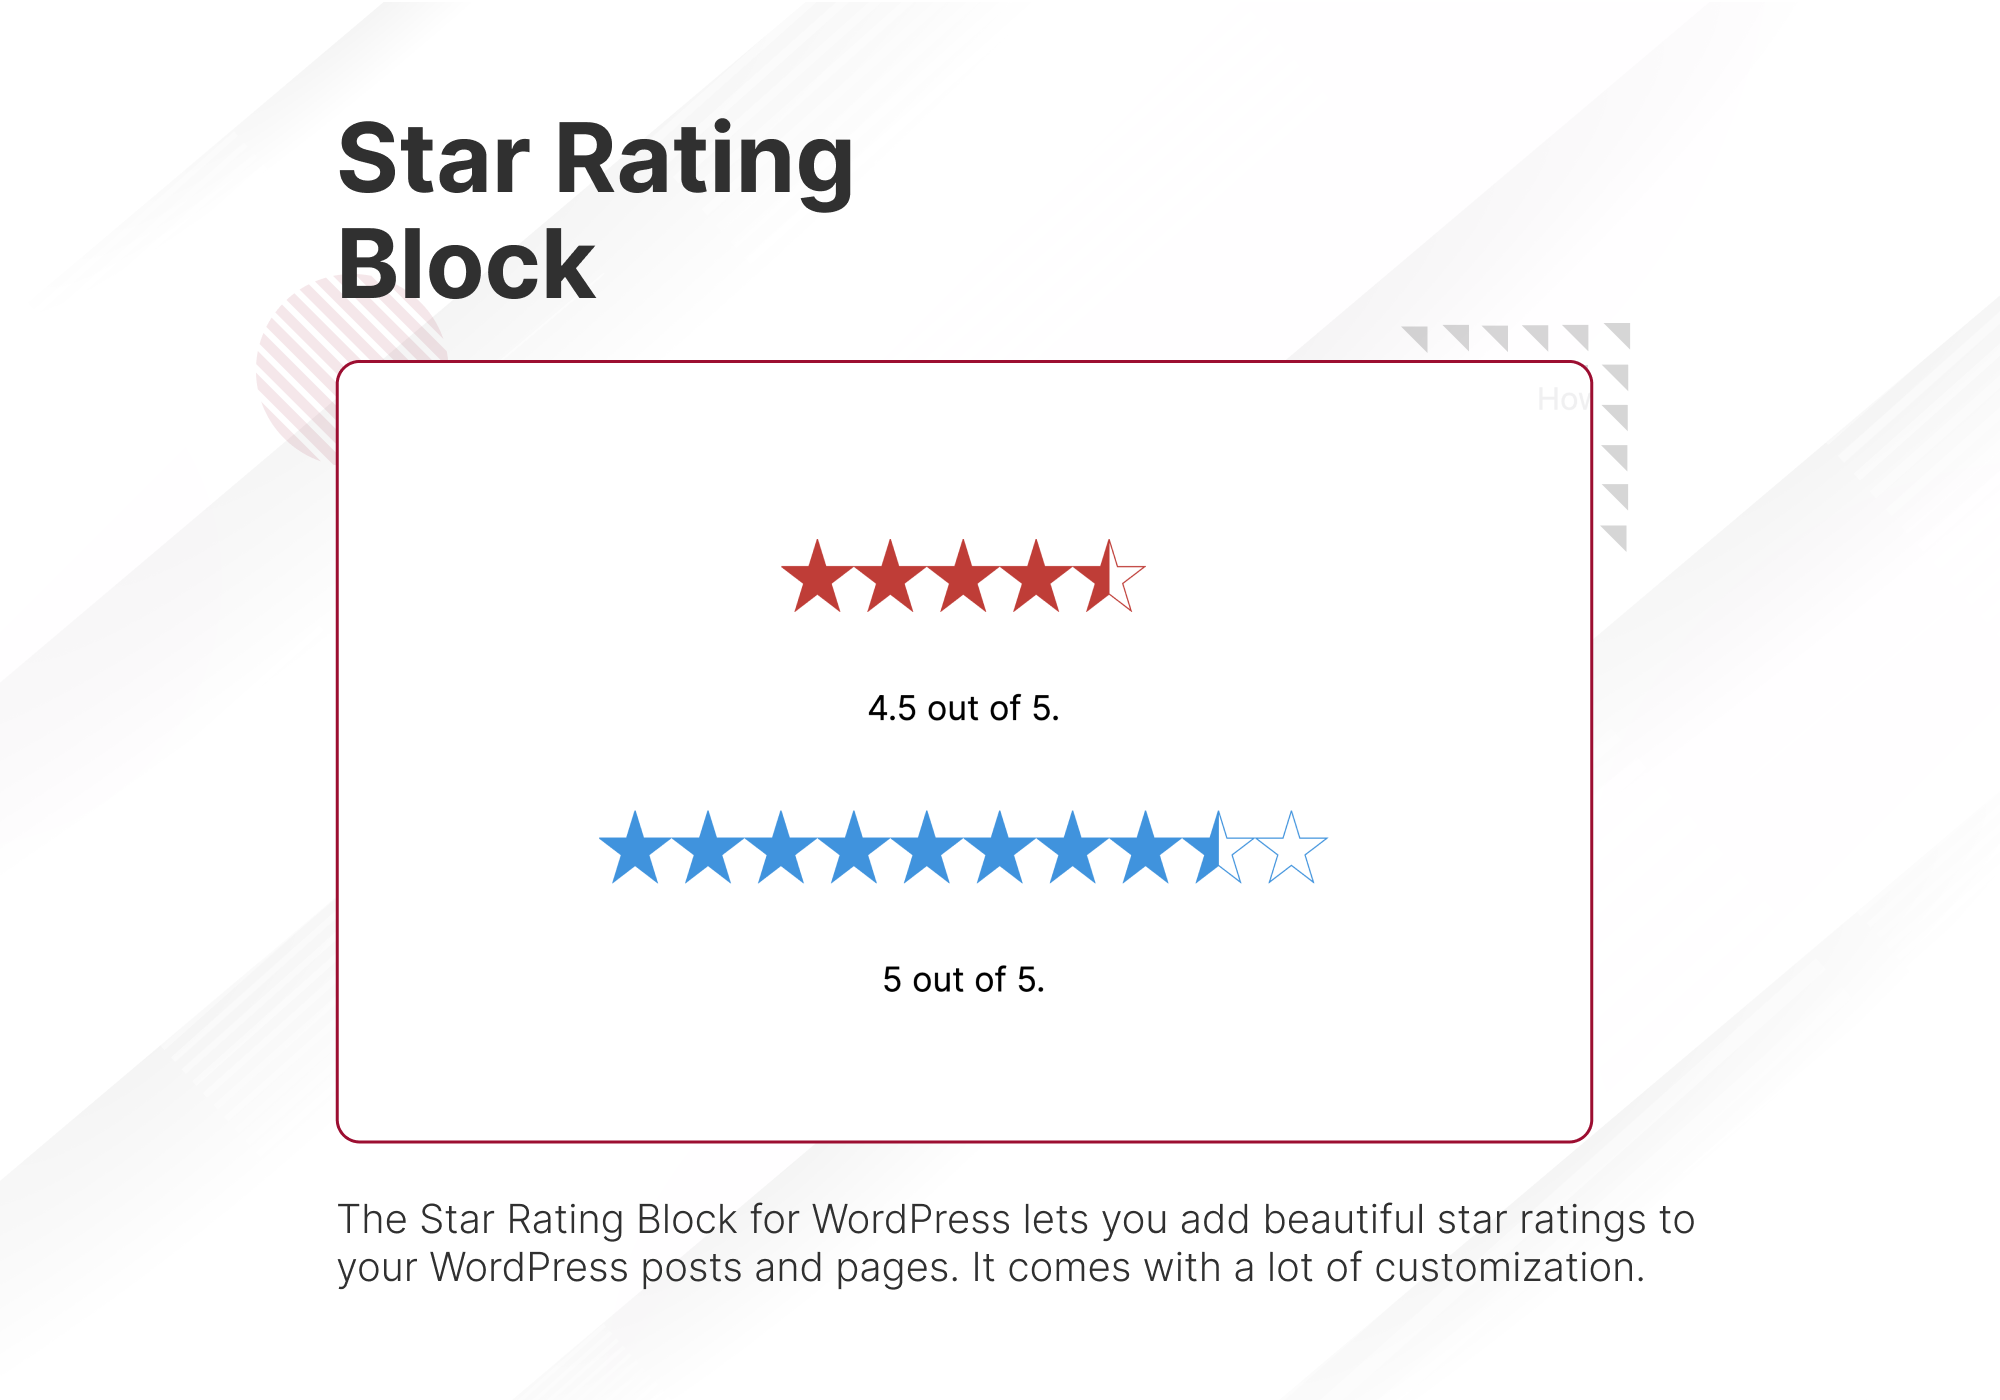 Star Rating
Block
4.5 out of 5.
5 out of 5.
The Star Rating Block for WordPress lets you add beautiful star ratings to
your WordPress posts and pages. It comes with a lot of customization.